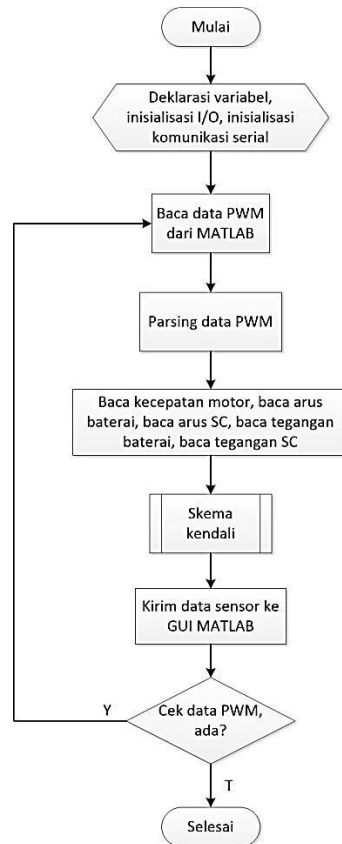 Mulai
Deklarasi variabel,
inisialisasi I/O, inisialisasi
komunikasi serial
Baca data PWM
dari MATLAB
Parsing data PWM
Baca kecepatan motor, baca arus
baterai, baca arus SC, baca tegangan
baterai, baca tegangan SC
Skema
kendali
Kirim data sensor ke
GUI MATLAB
Cek data PWM,
ada?
Y
T
Selesai